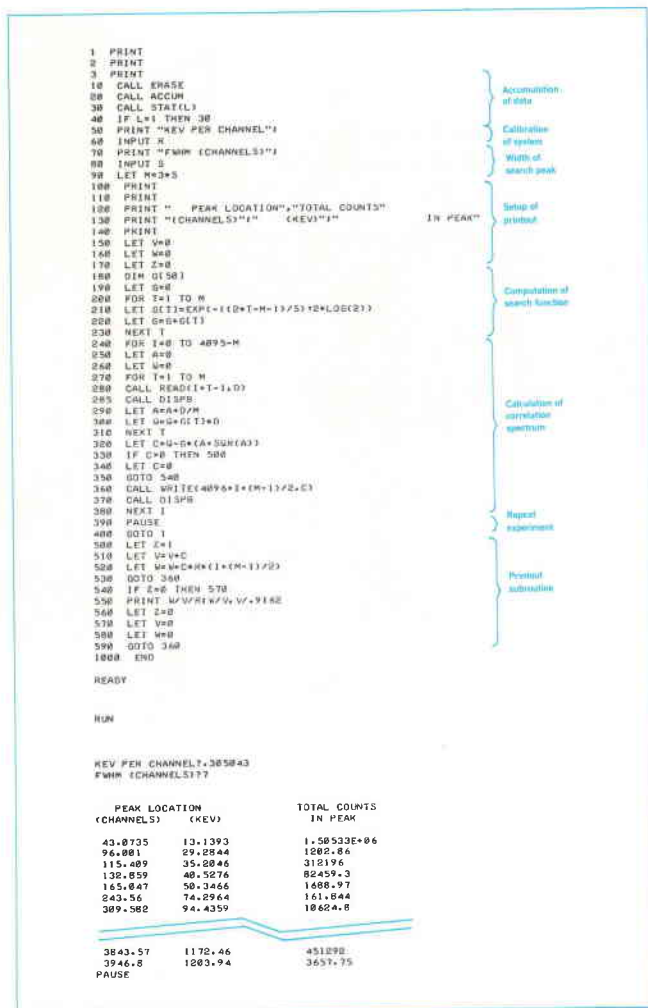 1 PRINT
2 PRINT
3 PRINT
10 CALL ERASE
20 CALL ACCUM
30 CALL STAT(L)
40 IF L=1 THEN 30
50 PRINT "KEV PER CHANNEL";
60 INPUT K
70 PRINT "FWHM (CHANNELS)";
80 INPUT S
90 LET M=3*S
100 PRINT
110 PRINT
120 PRINT " PEAK LOCATION","TOTAL COUNTS"
130 PRINT "(CHANNELS)";" (KEV)";" IN PEAK"
140 PRINT
150 LET V=0
160 LET W=0
170 LET Z=0
180 DIM G[50]
190 LET G=0
200 FOR T=1 TO M
210 LET G[T]=EXP(-((2*T-M-1)/S)↑2*LOG(2))
220 LET G=G+G[T]
230 NEXT T
240 FOR I=0 TO 4095-M
250 LET A=0
260 LET Q=0
270 FOR T=1 TO M
280 CALL READ(I+T-1,D)
285 CALL DISPB
290 LET A=A+D/M
300 LET Q=Q+G[T]*D
310 NEXT T
320 LET C=Q-G*(A+SQR(A))
330 IF C>0 THEN 500
340 LET C=0
350 GOTO 540
360 CALL WRITE(4096+I+(M-1)/2,C)
370 CALL DISPB
380 NEXT I
390 PAUSE
400 GOTO 1
500 LET Z=1
510 LET V=V+C
520 LET W=W+C*K*(I+(M-1)/2)
530 GOTO 360
540 IF Z=0 THEN 570
550 PRINT W/V/K;W/V,V/.9162
560 LET Z=0
570 LET V=0
580 LET W=0
590 GOTO 360
1000 END
Accumulation of data
Calibration of system
Width of search peak
Setup of printout
Computation of search function
Calculation of correlation spectrum
Repeat experiment
Printout subroutine
READY
RUN
KEV PER CHANNEL?.305043
FWHM (CHANNELS)??7
PEAK LOCATION TOTAL COUNTS
(CHANNELS) (KEV) IN PEAK
43.0735 13.1393 1.50533E+06
96.001 29.2844 1202.86
115.409 35.2046 312196
132.859 40.5276 82459.3
165.047 50.3466 1688.97
243.56 74.2964 161.844
309.582 94.4359 10624.8
3843.57 1172.46 451292
3946.8 1203.94 3657.75
PAUSE